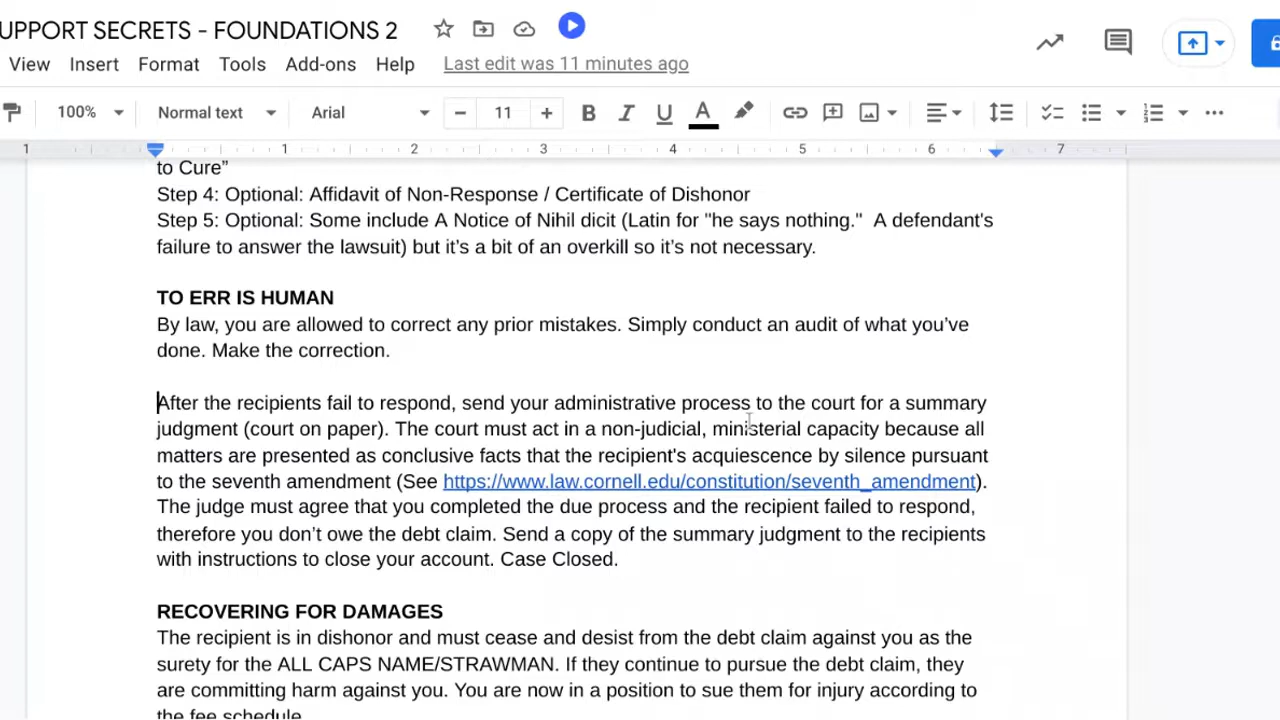 UPPORT SECRETS - FOUNDATIONS 2
View Insert Format Tools Add-ons Help Last edit was 11 minutes ago
100% Normal text Arial − 11 + B I U A
1 1 2 3 4 5 6 7
to Cure”
Step 4: Optional: Affidavit of Non-Response / Certificate of Dishonor
Step 5: Optional: Some include A Notice of Nihil dicit (Latin for "he says nothing."  A defendant's
failure to answer the lawsuit) but it’s a bit of an overkill so it’s not necessary.
TO ERR IS HUMAN
By law, you are allowed to correct any prior mistakes. Simply conduct an audit of what you’ve
done. Make the correction.
After the recipients fail to respond, send your administrative process to the court for a summary
judgment (court on paper). The court must act in a non-judicial, ministerial capacity because all
matters are presented as conclusive facts that the recipient's acquiescence by silence pursuant
to the seventh amendment (See https://www.law.cornell.edu/constitution/seventh_amendment).
The judge must agree that you completed the due process and the recipient failed to respond,
therefore you don’t owe the debt claim. Send a copy of the summary judgment to the recipients
with instructions to close your account. Case Closed.
RECOVERING FOR DAMAGES
The recipient is in dishonor and must cease and desist from the debt claim against you as the
surety for the ALL CAPS NAME/STRAWMAN. If they continue to pursue the debt claim, they
are committing harm against you. You are now in a position to sue them for injury according to
the fee schedule.